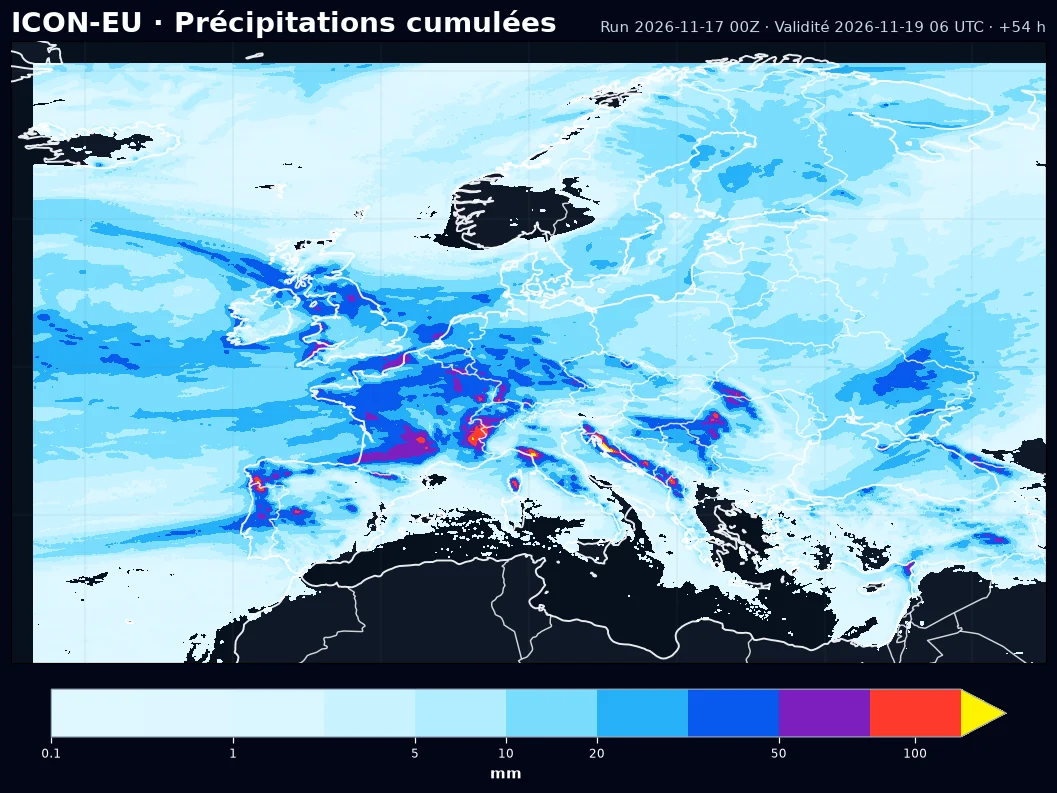 ICON-EU · Précipitations cumulées
Run 2026-11-17 00Z · Validité 2026-11-19 06 UTC · +54 h
0.1 1 5 10 20 50 100
mm